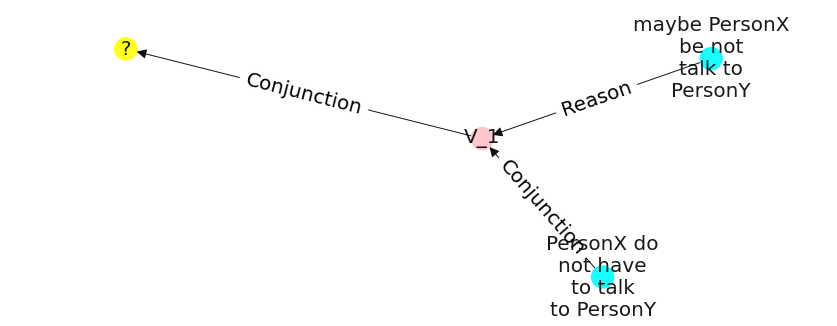 ?
Conjunction
maybe PersonX
be not
talk to
PersonY
Reason
V_1
Conjunction
PersonX do
not have
to talk
to PersonY